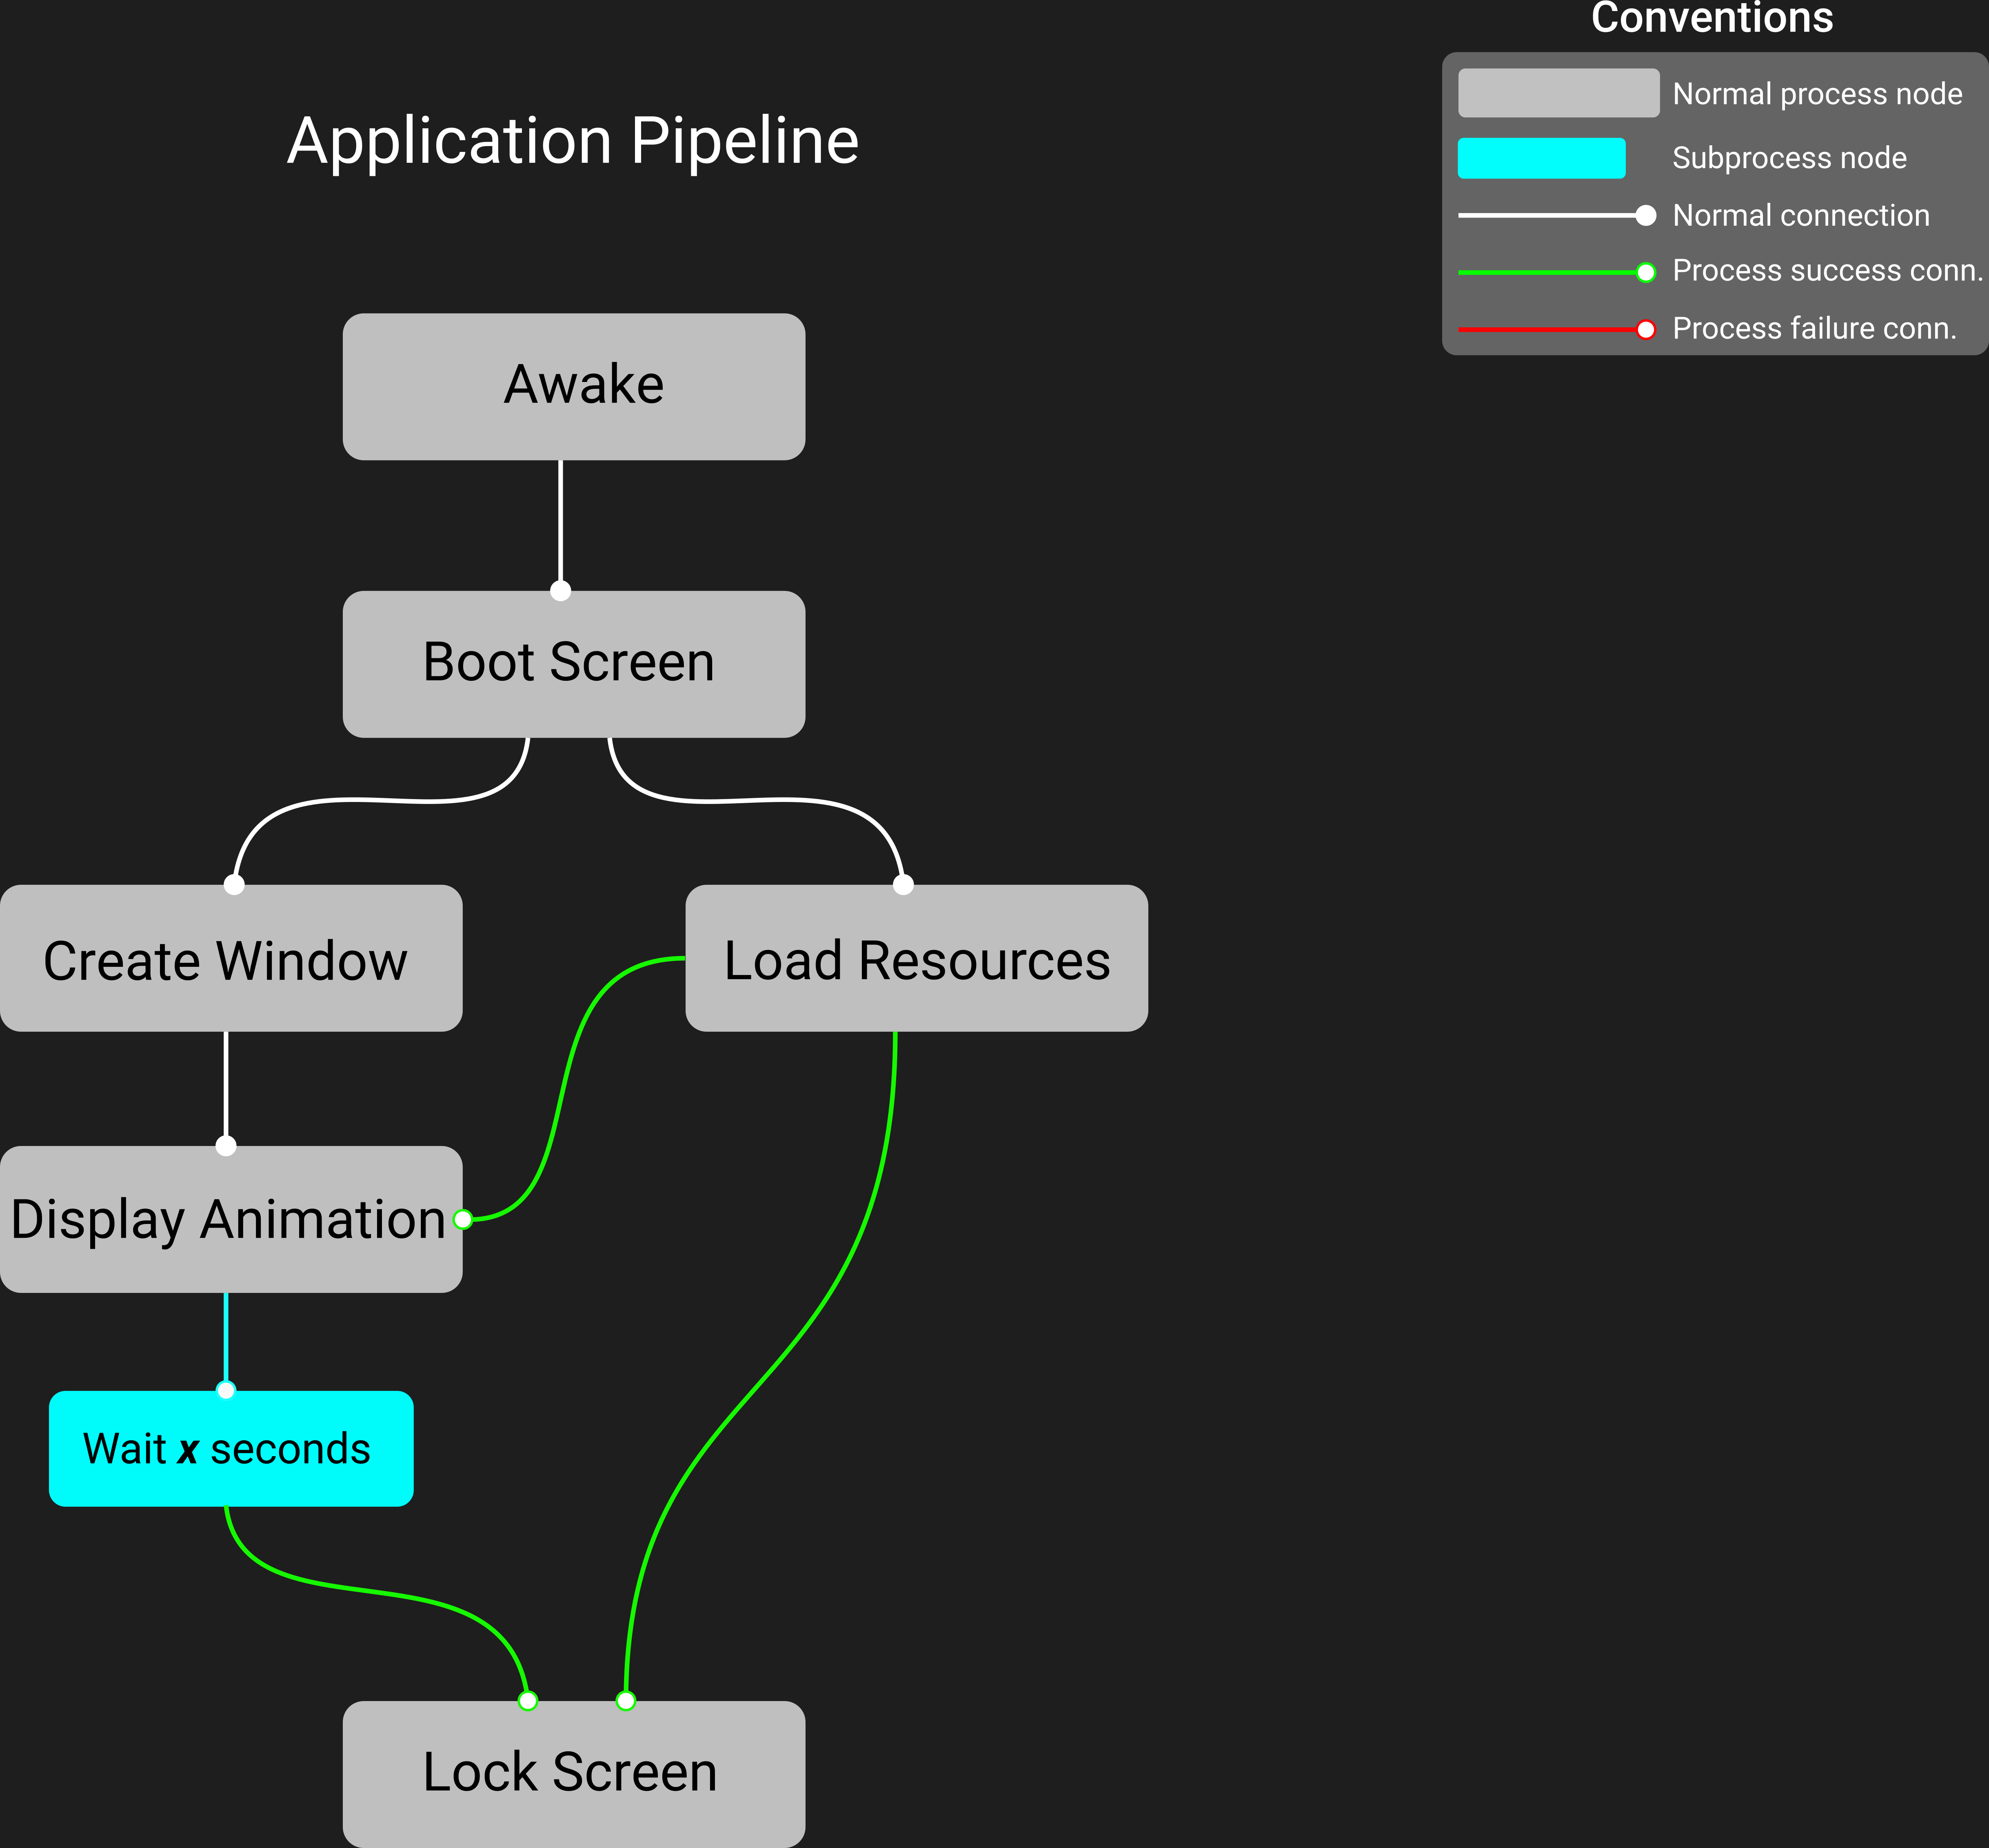 Conventions
Normal process node
Subprocess node
Normal connection
Process success conn.
Process failure conn.
Application Pipeline
Awake
Boot Screen
Create Window
Load Resources
Display Animation
Wait x seconds
Lock Screen